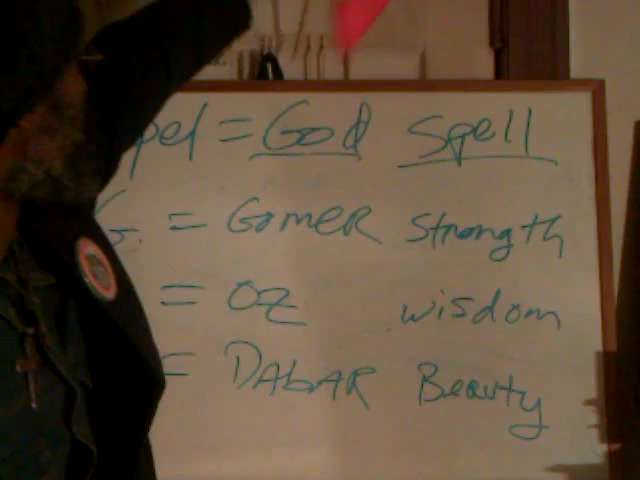 pel = God Spell
G. = GOMER Strength
= OZ wisdom
= DAbAR Beauty